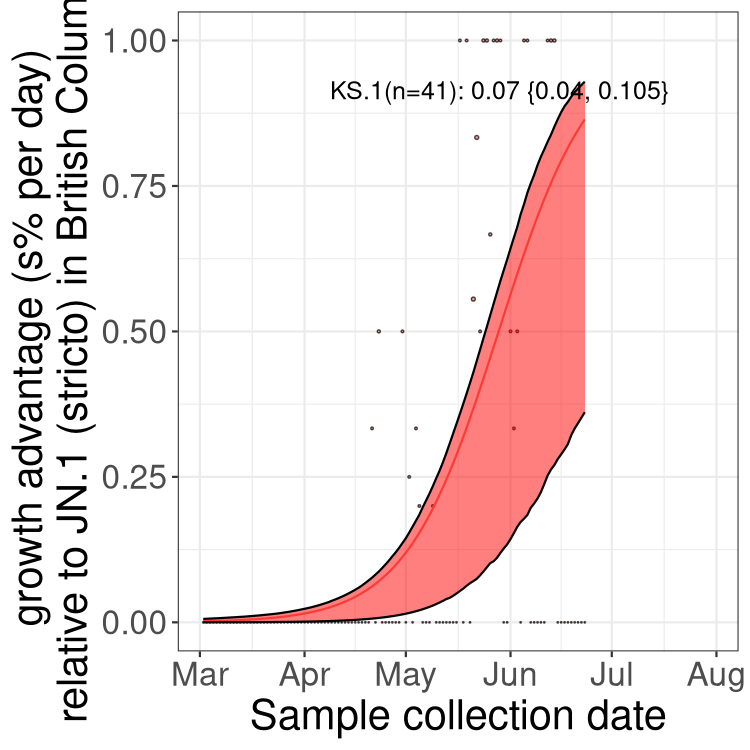 growth advantage (s% per day)
relative to JN.1 (stricto) in British Colum
1.00
0.75
0.50
0.25
0.00
KS.1(n=41): 0.07 {0.04, 0.105}
Mar Apr May Jun Jul Aug
Sample collection date